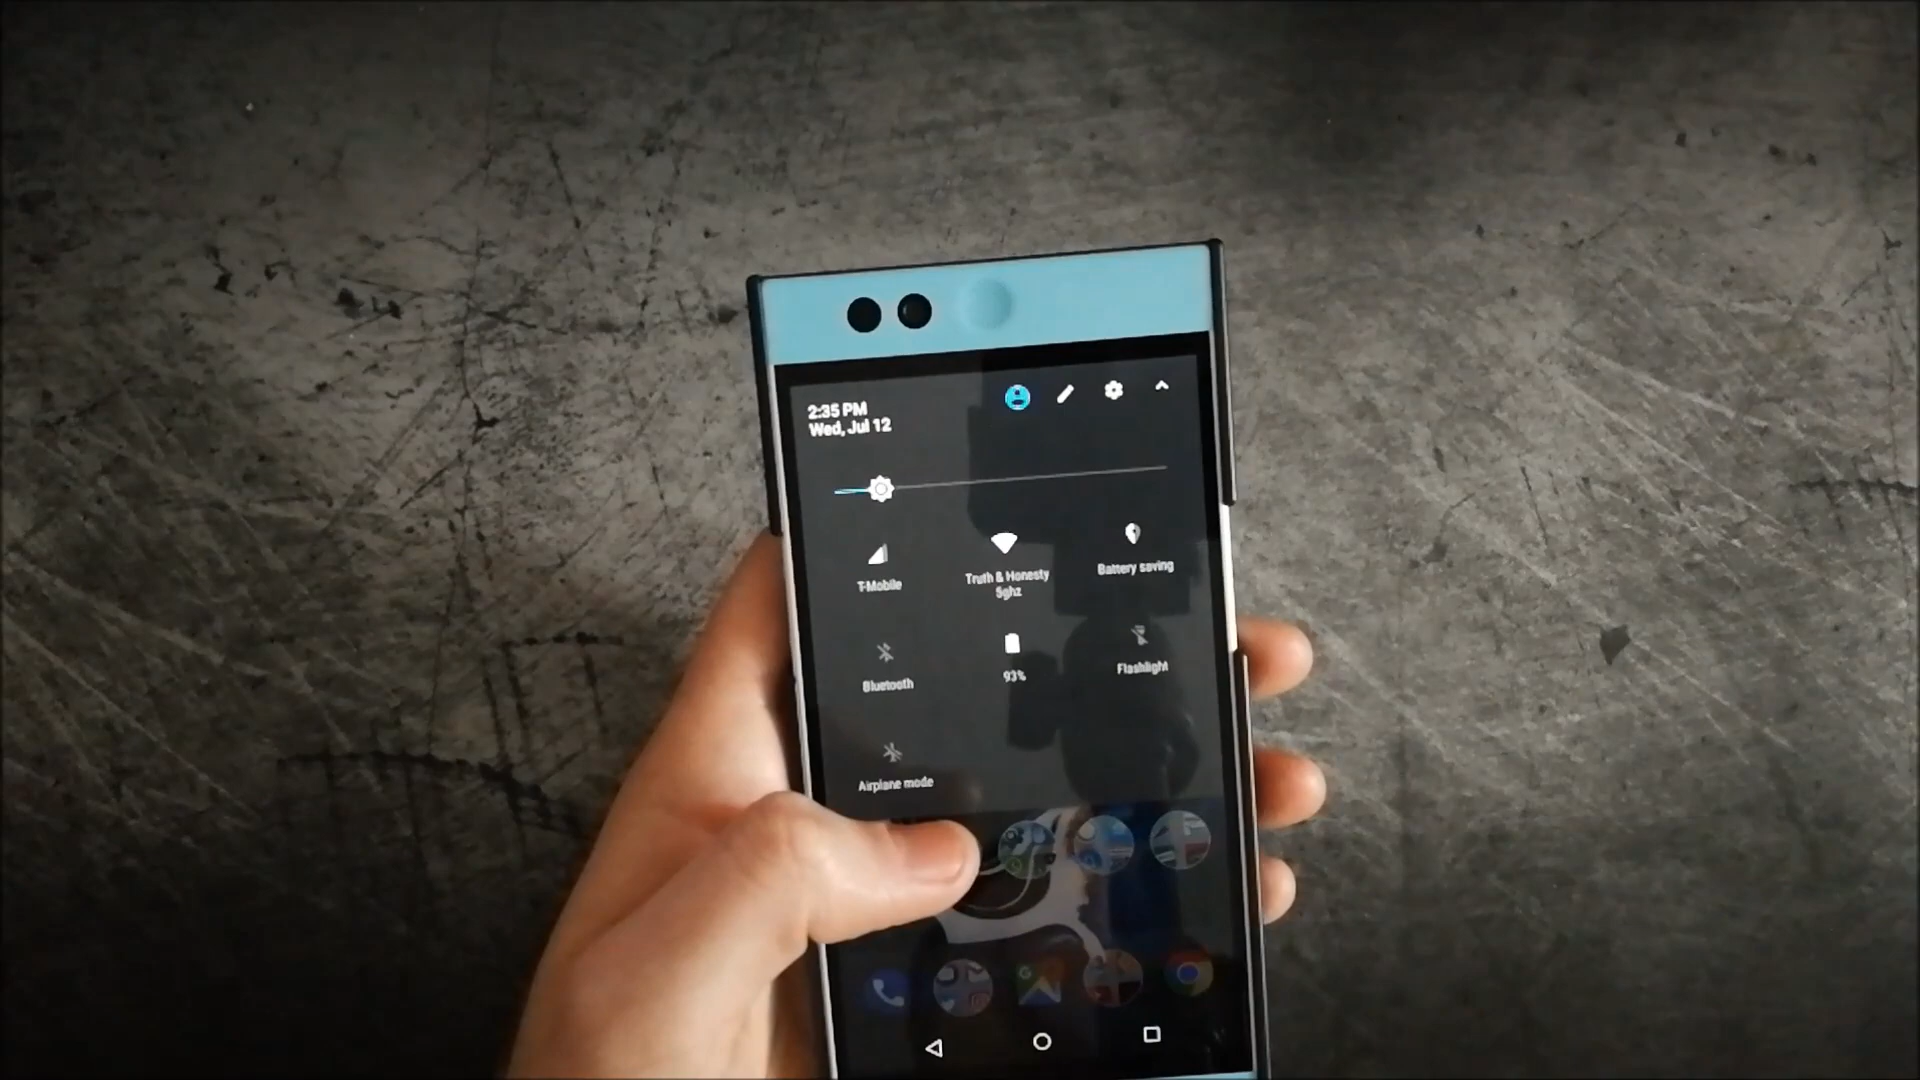 2:35 PM
Wed, Jul 12
T-Mobile
Truth & Honesty
5ghz
Battery saving
Bluetooth
93%
Flashlight
Airplane mode